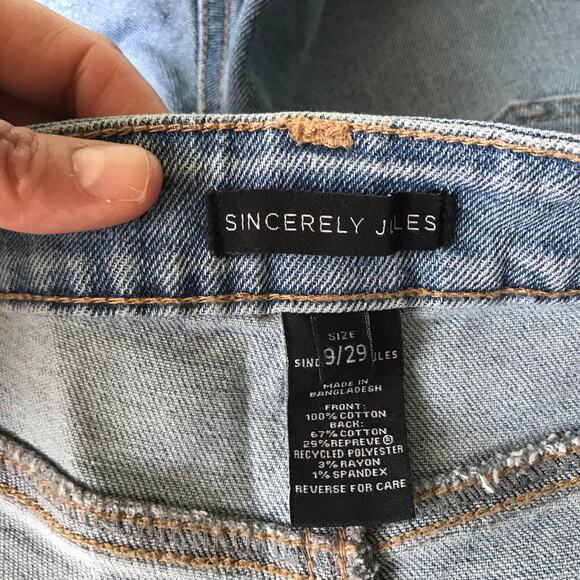 SINCERELY JULES
SIZE
9/29
MADE IN
BANGLADESH
FRONT:
100% COTTON
BACK:
67% COTTON
29% REPREVE®
RECYCLED POLYESTER
3% RAYON
1% SPANDEX
REVERSE FOR CARE